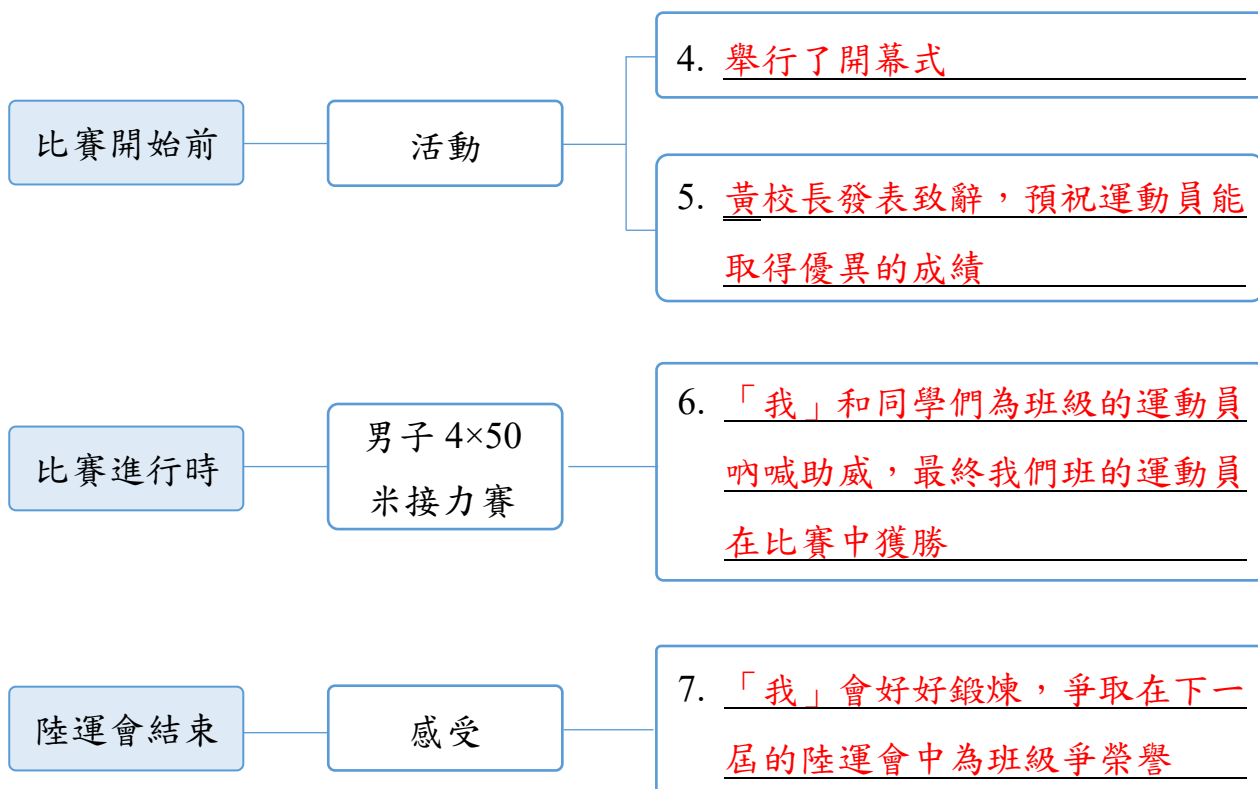 比賽開始前
活動
4. 舉行了開幕式
5. 黃校長發表致辭，預祝運動員能
取得優異的成績
比賽進行時
男子 4×50
米接力賽
6. 「我」和同學們為班級的運動員
吶喊助威，最終我們班的運動員
在比賽中獲勝
陸運會結束
感受
7. 「我」會好好鍛煉，爭取在下一
屆的陸運會中為班級爭榮譽